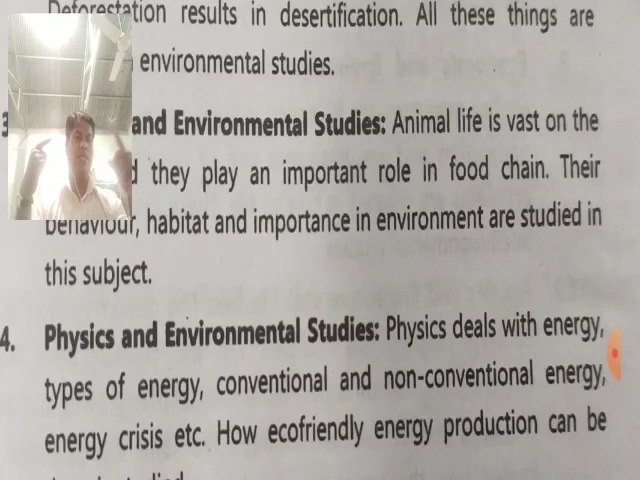 Deforestation results in desertification. All these things are
environmental studies.
and Environmental Studies: Animal life is vast on the
they play an important role in food chain. Their
behaviour, habitat and importance in environment are studied in
this subject.
4. Physics and Environmental Studies: Physics deals with energy,
types of energy, conventional and non-conventional energy,
energy crisis etc. How ecofriendly energy production can be